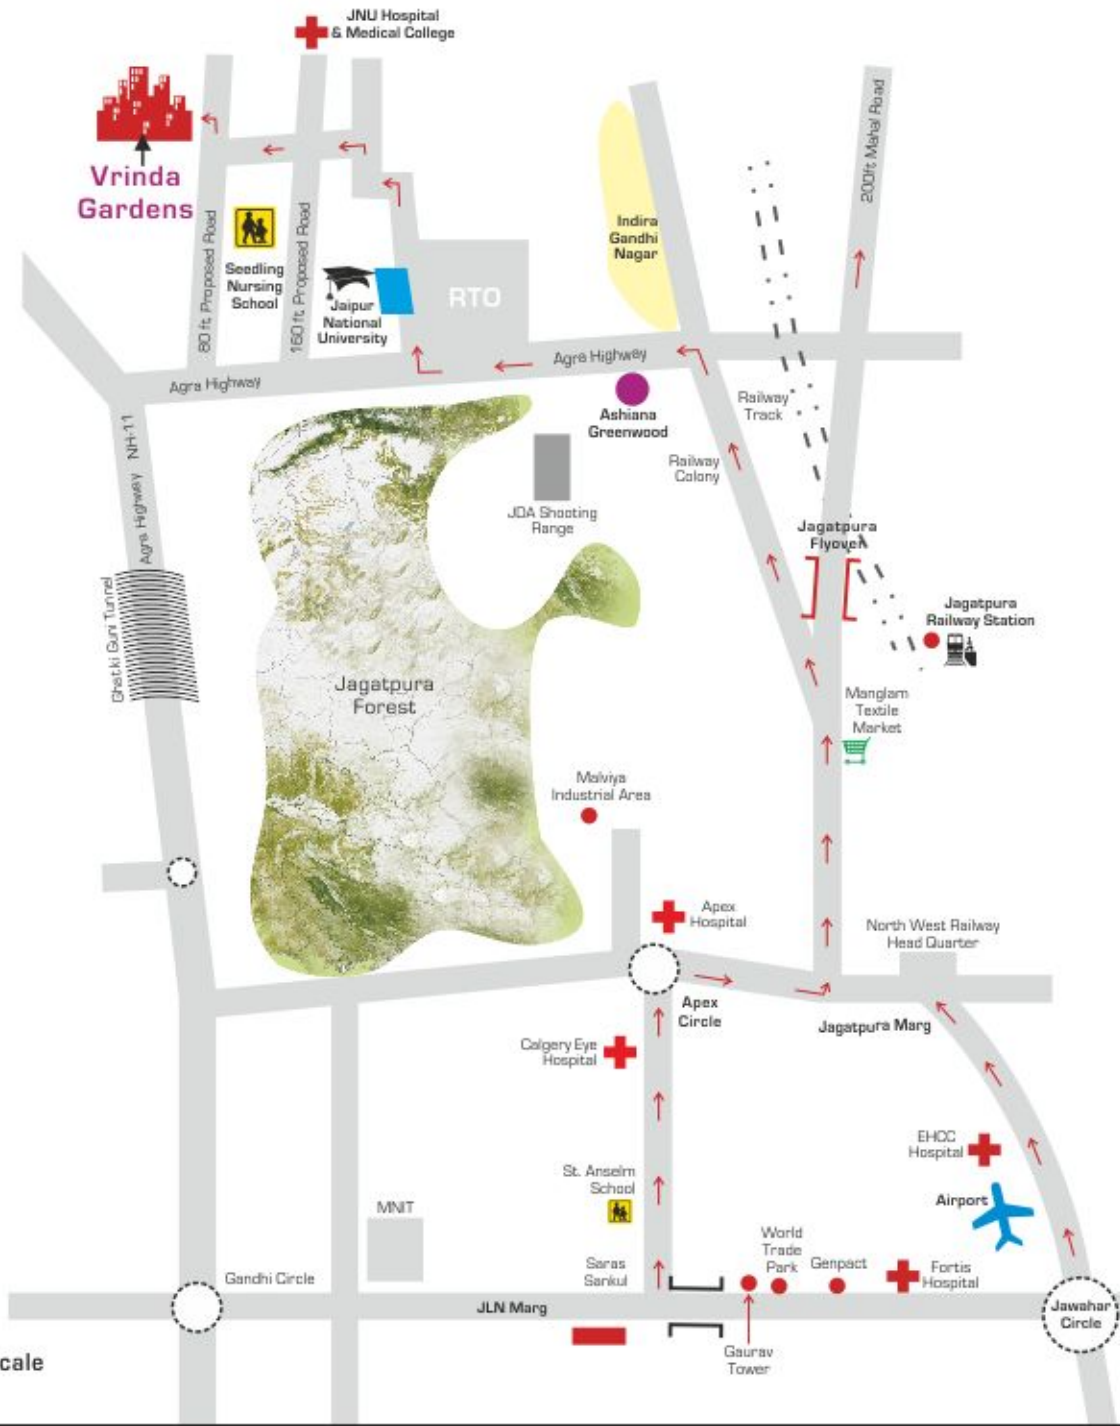 JNU Hospital
& Medical College
Vrinda
Gardens
200ft Mahal Road
80 ft. Proposed Road
160 ft. Proposed Road
Seedling
Nursing
School
Jaipur
National
University
RTO
Indira
Gandhi
Nagar
Agra Highway
Agra Highway
Ashiana
Greenwood
Railway
Track
Railway
Colony
Agra Highway NH-11
JDA Shooting
Range
Jagatpura
Flyover
Ghat ki Guni Tunnel
Jagatpura
Railway Station
Jagatpura
Forest
Manglam
Textile
Market
Malviya
Industrial Area
Apex
Hospital
North West Railway
Head Quarter
Apex
Circle
Jagatpura Marg
Calgery Eye
Hospital
EHCC
Hospital
St. Anselm
School
Airport
MNIT
World
Trade
Park
Genpact
Fortis
Hospital
Saras
Sankul
Gandhi Circle
JLN Marg
Jawahar
Circle
Gaurav
Tower
cale